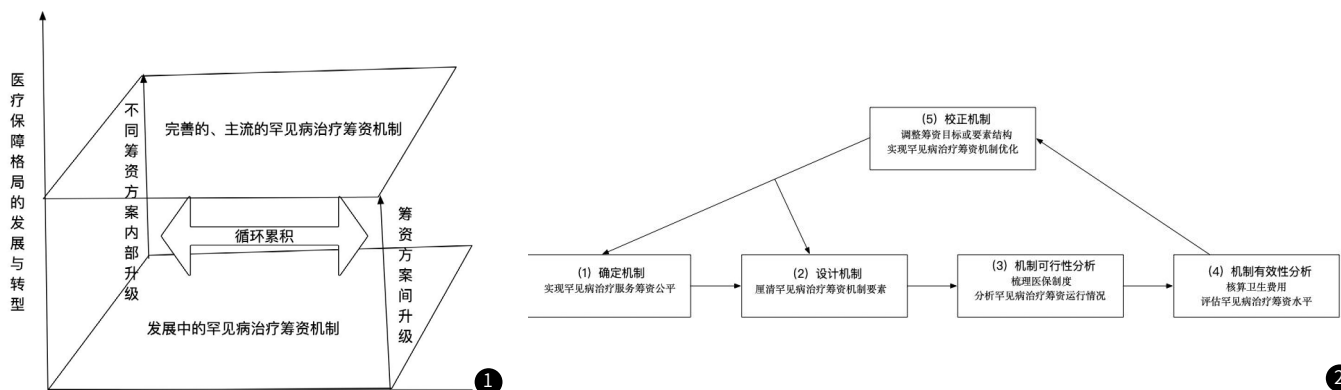 医疗保障格局的发展与转型
不同筹资方案内部升级
完善的、主流的罕见病治疗筹资机制
循环累积
筹资方案间升级
发展中的罕见病治疗筹资机制
1
（5）校正机制
调整筹资目标或要素结构
实现罕见病治疗筹资机制优化
（1）确定机制
实现罕见病治疗服务筹资公平
（2）设计机制
厘清罕见病治疗筹资机制要素
（3）机制可行性分析
梳理医保制度
分析罕见病治疗筹资运行情况
（4）机制有效性分析
核算卫生费用
评估罕见病治疗筹资水平
2